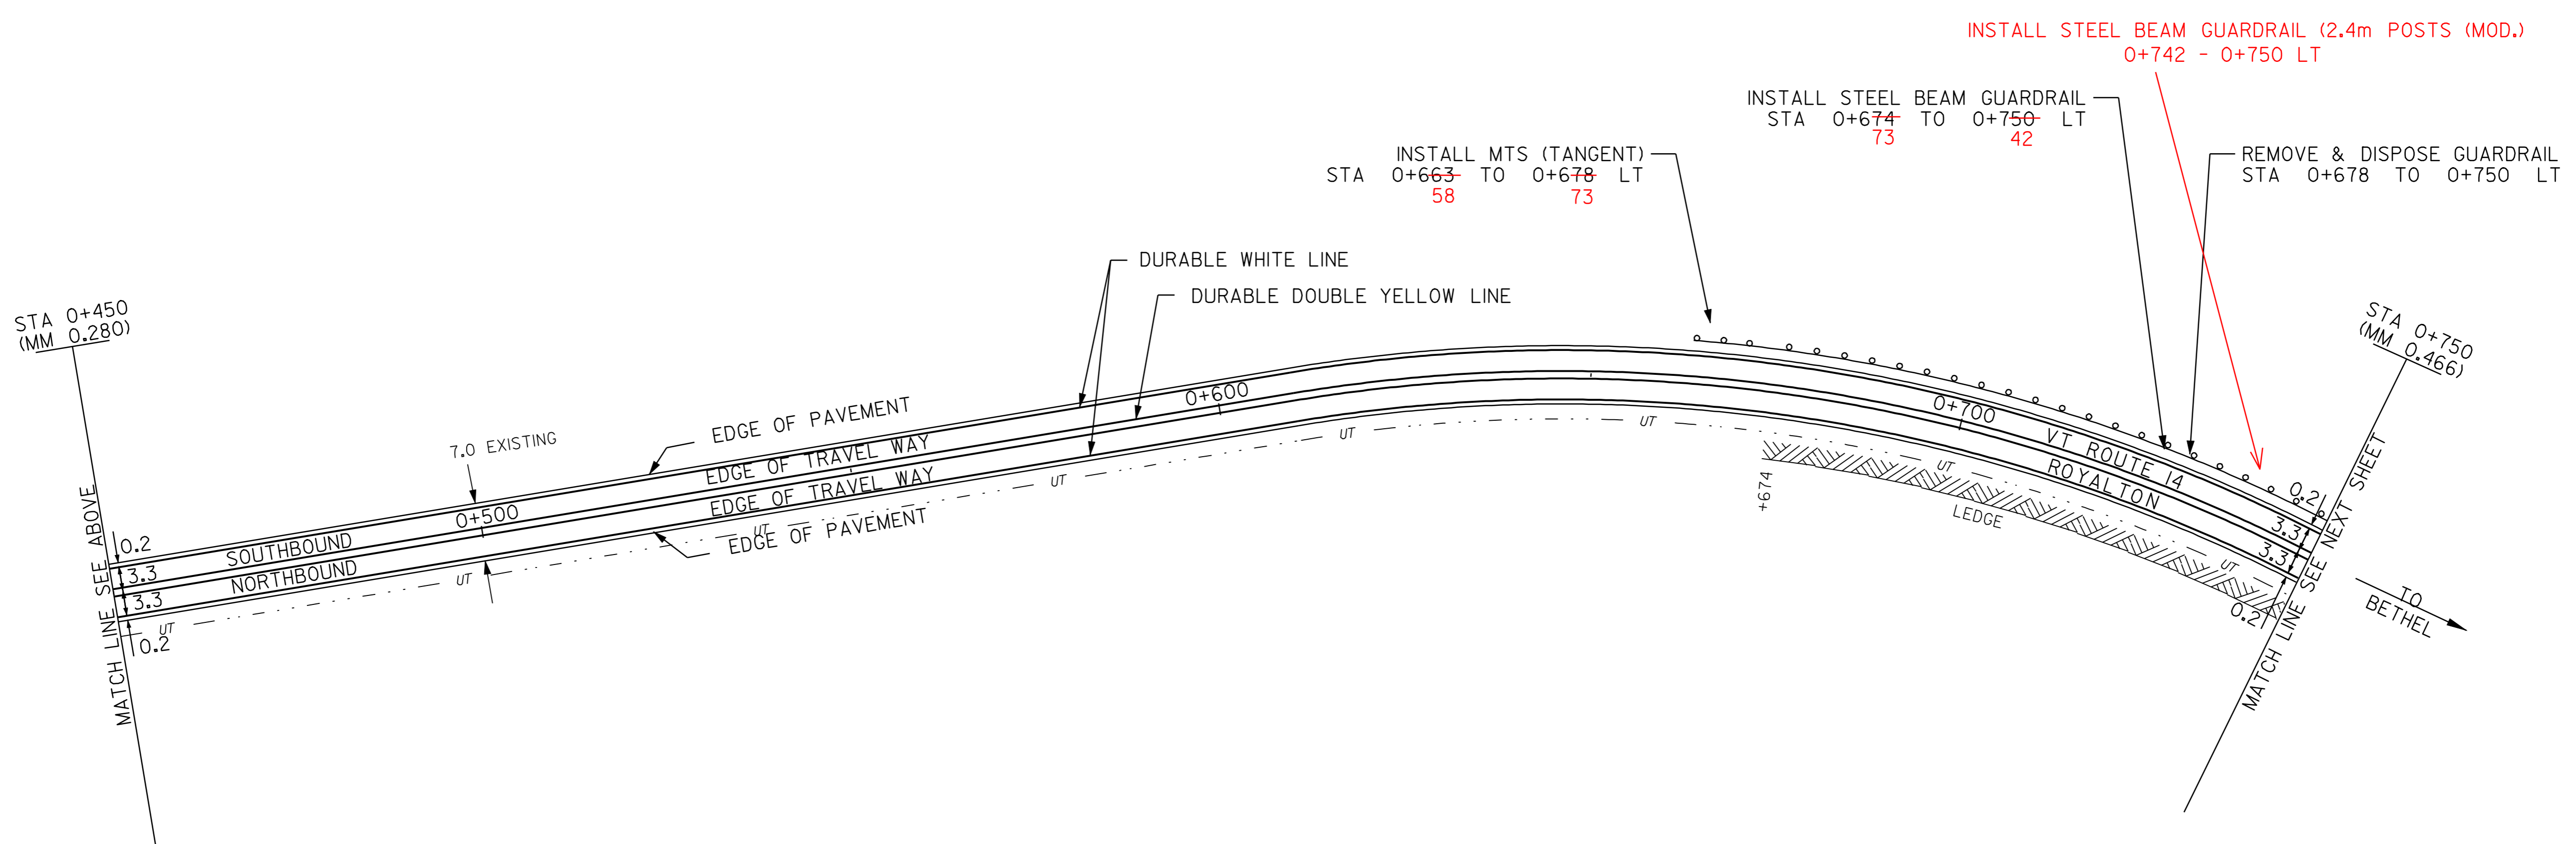 INSTALL STEEL BEAM GUARDRAIL (2.4m POSTS (MOD.)
0+742 - 0+750 LT
INSTALL STEEL BEAM GUARDRAIL
STA 0+674 TO 0+750 LT
73 42
INSTALL MTS (TANGENT)
STA 0+663 TO 0+678 LT
58 73
REMOVE & DISPOSE GUARDRAIL
STA 0+678 TO 0+750 LT
DURABLE WHITE LINE
DURABLE DOUBLE YELLOW LINE
STA 0+450
(MM 0.280)
STA 0+750
(MM 0.466)
7.0 EXISTING
EDGE OF PAVEMENT
EDGE OF TRAVEL WAY
EDGE OF TRAVEL WAY
EDGE OF PAVEMENT
0+500
0+600
0+700
VT ROUTE 14
ROYALTON
SOUTHBOUND
NORTHBOUND
0.2
3.3
3.3
0.2
UT
UT
UT
UT
UT
UT
UT
UT
+674
LEDGE
0.2
3.3
3.3
0.2
MATCH LINE SEE ABOVE
MATCH LINE SEE NEXT SHEET
TO
BETHEL